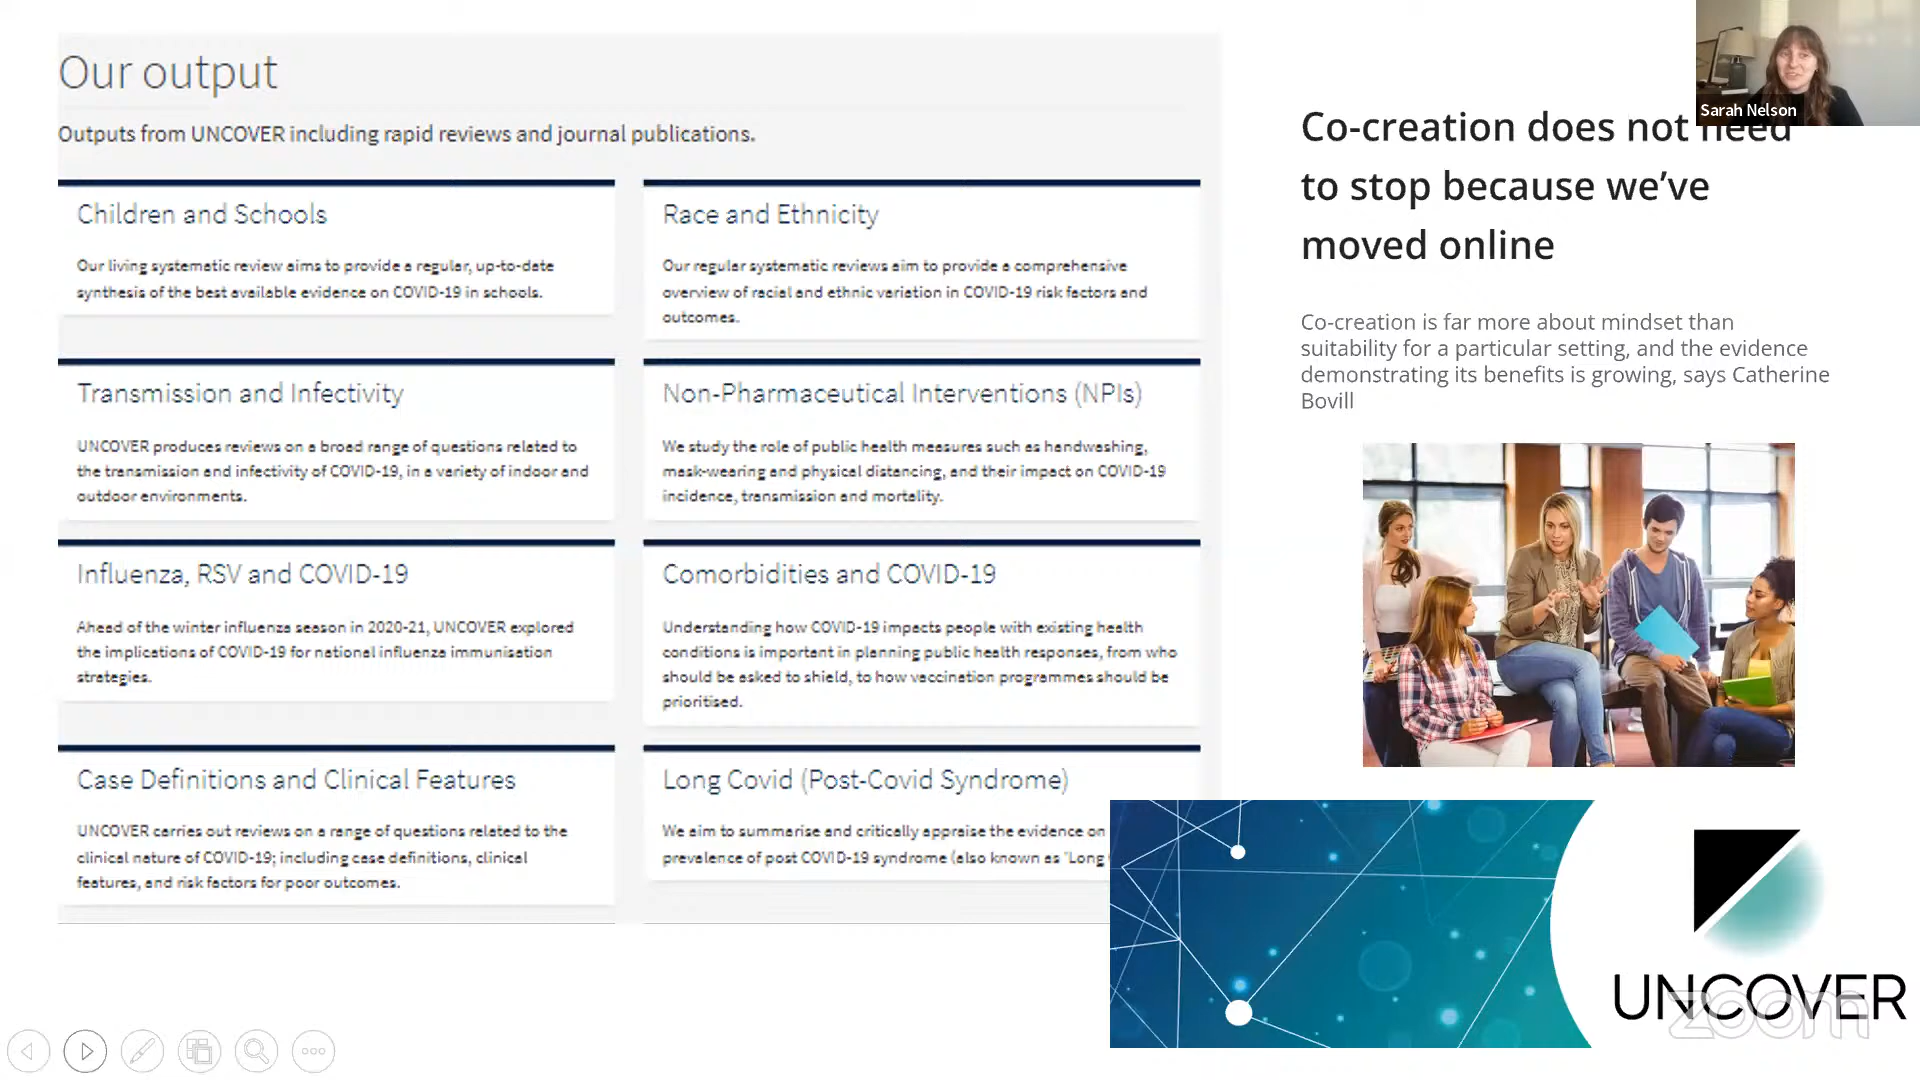 Our output
Outputs from UNCOVER including rapid reviews and journal publications.
Children and Schools
Our living systematic review aims to provide a regular, up-to-date
synthesis of the best available evidence on COVID-19 in schools.
Race and Ethnicity
Our regular systematic reviews aim to provide a comprehensive
overview of racial and ethnic variation in COVID-19 risk factors and
outcomes.
Transmission and Infectivity
UNCOVER produces reviews on a broad range of questions related to
the transmission and infectivity of COVID-19, in a variety of indoor and
outdoor environments.
Non-Pharmaceutical Interventions (NPIs)
We study the role of public health measures such as handwashing,
mask-wearing and physical distancing, and their impact on COVID-19
incidence, transmission and mortality.
Influenza, RSV and COVID-19
Ahead of the winter influenza season in 2020-21, UNCOVER explored
the implications of COVID-19 for national influenza immunisation
strategies.
Comorbidities and COVID-19
Understanding how COVID-19 impacts people with existing health
conditions is important in planning public health responses, from who
should be asked to shield, to how vaccination programmes should be
prioritised.
Case Definitions and Clinical Features
UNCOVER carries out reviews on a range of questions related to the
clinical nature of COVID-19; including case definitions, clinical
features, and risk factors for poor outcomes.
Long Covid (Post-Covid Syndrome)
We aim to summarise and critically appraise the evidence on
prevalence of post COVID-19 syndrome (also known as "Long
Sarah Nelson
Co-creation does not need
to stop because we’ve
moved online
Co-creation is far more about mindset than
suitability for a particular setting, and the evidence
demonstrating its benefits is growing, says Catherine
Bovill
UNCOVER
zoom